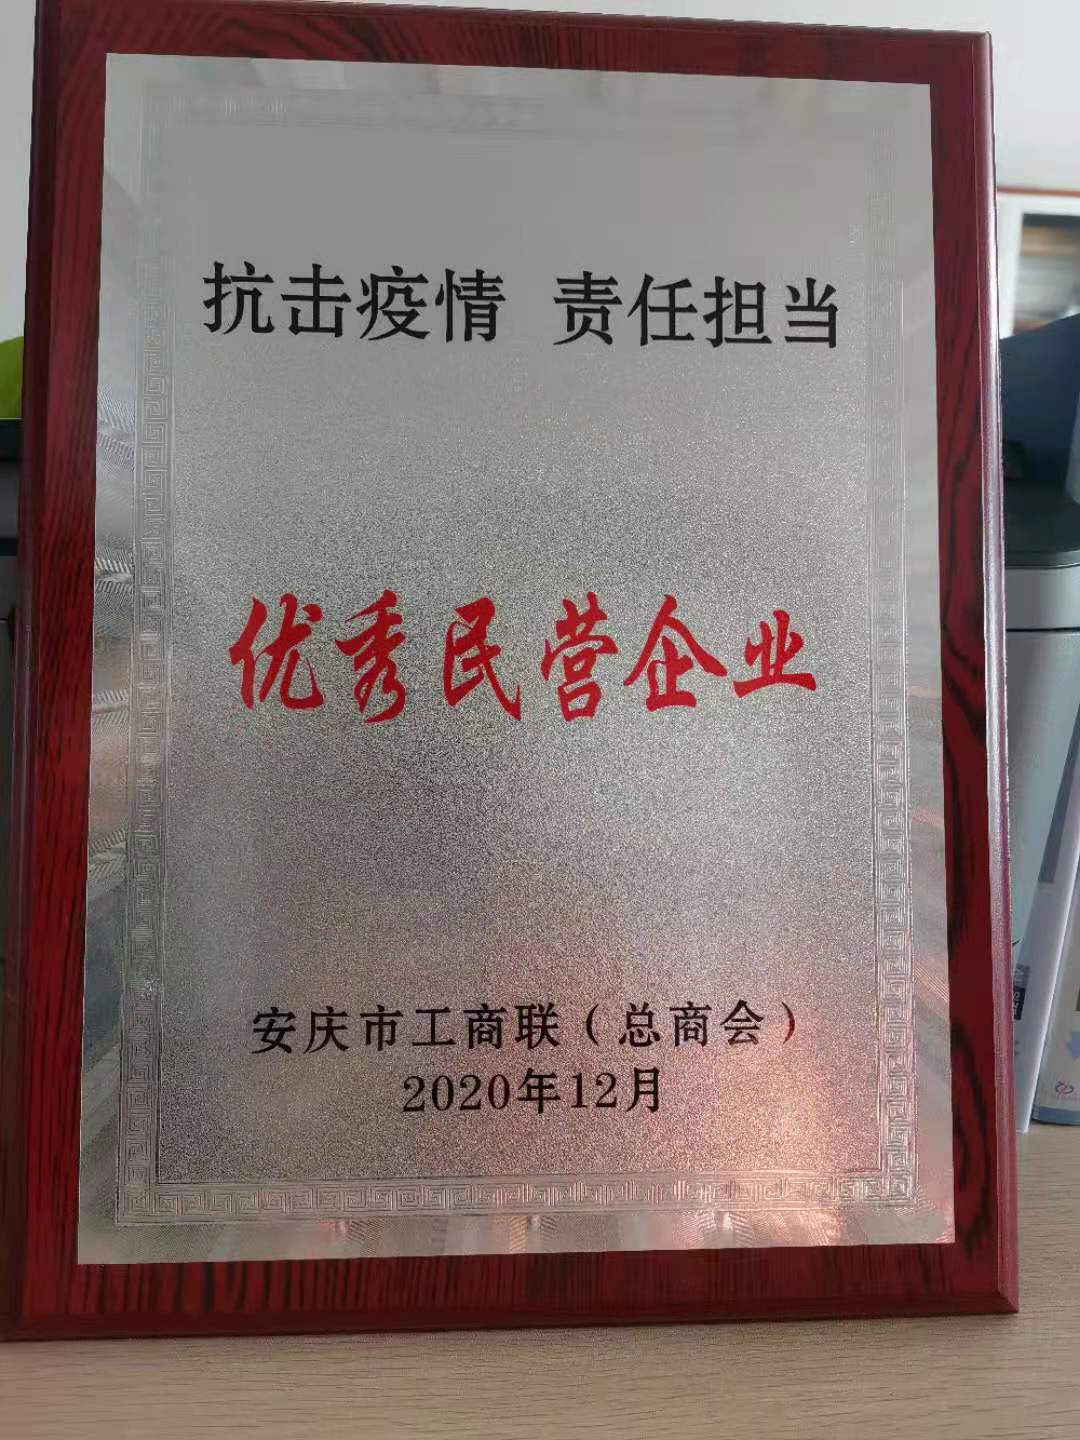 抗击疫情 责任担当
优秀民营企业
安庆市工商联（总商会）
2020年12月